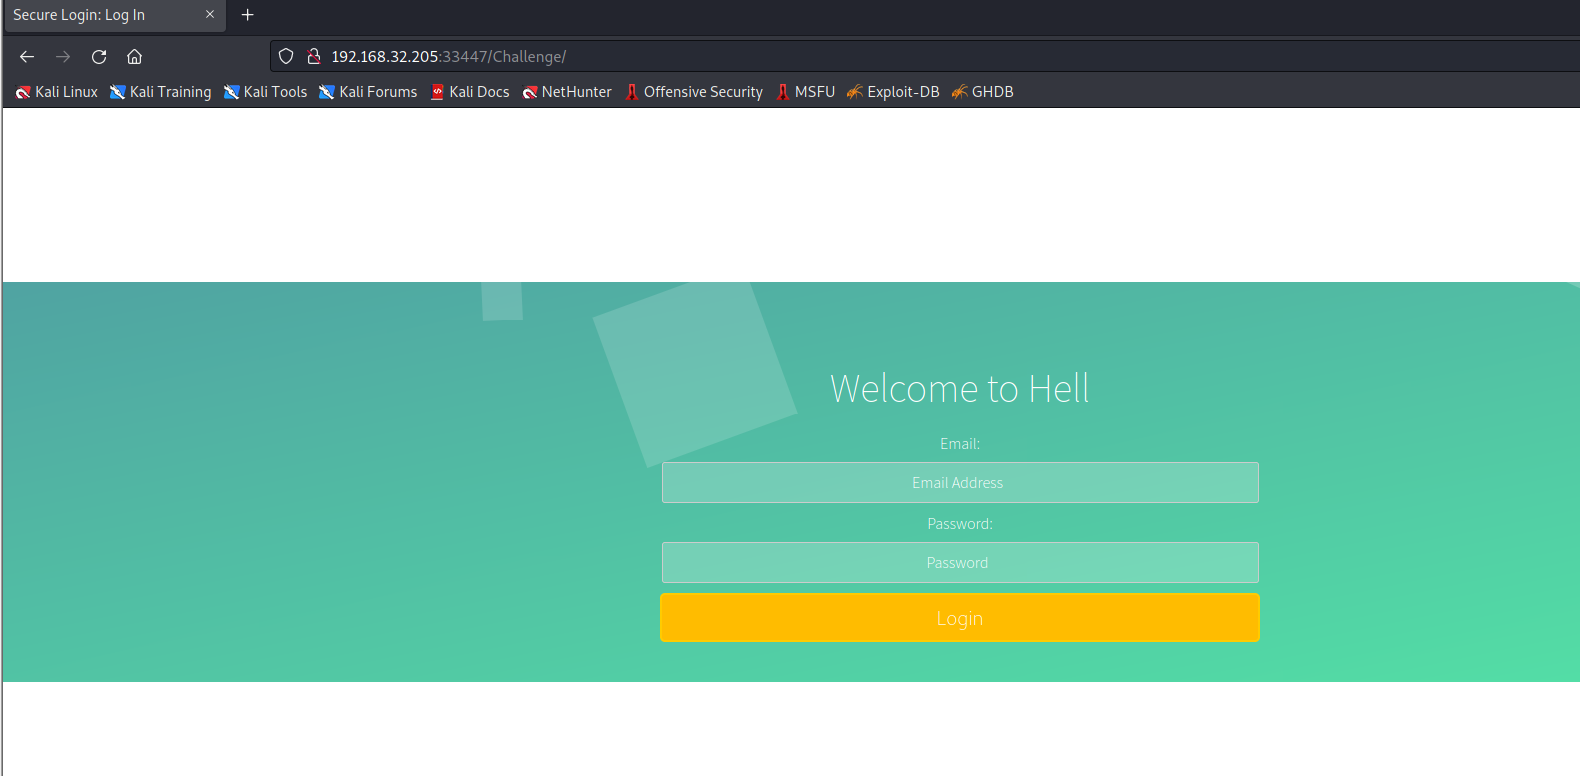 Secure Login: Log In
192.168.32.205:33447/Challenge/
Kali Linux Kali Training Kali Tools Kali Forums Kali Docs NetHunter Offensive Security MSFU Exploit-DB GHDB
Welcome to Hell
Email:
Email Address
Password:
Password
Login